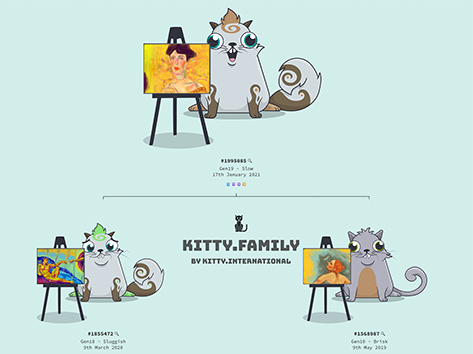 #1995085
Gen19 · Slow
17th January 2021
KITTY.FAMILY
BY KITTY.INTERNATIONAL
#1855472
Gen18 · Sluggish
9th March 2020
#1568987
Gen10 · Brisk
9th May 2019